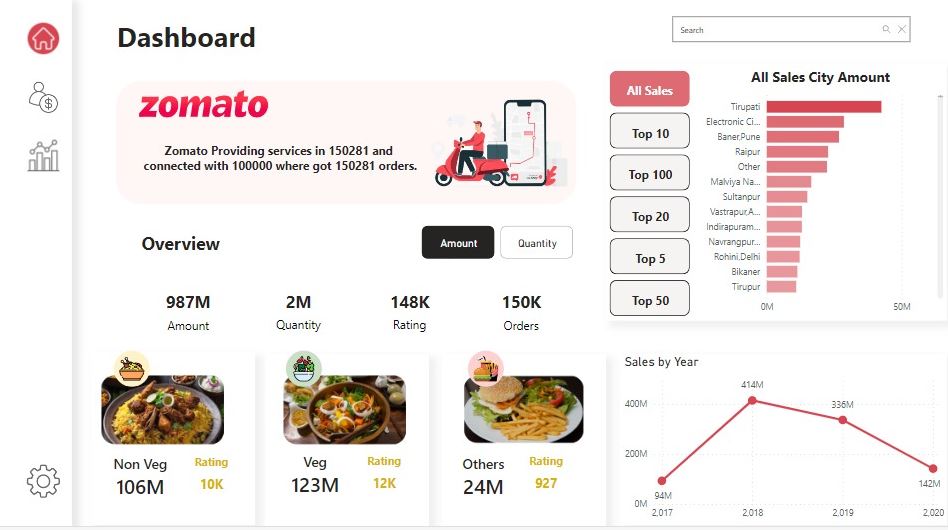 Dashboard
Search
zomato
Zomato Providing services in 150281 and
connected with 100000 where got 150281 orders.
Overview
Amount
Quantity
987M
Amount
2M
Quantity
148K
Rating
150K
Orders
Non Veg
Rating
106M
10K
Veg
Rating
123M
12K
Others
Rating
24M
927
All Sales
Top 10
Top 100
Top 20
Top 5
Top 50
All Sales City Amount
Tirupati
Electronic Ci...
Baner,Pune
Raipur
Other
Malviya Na...
Sultanpur
Vastrapur,A...
Indirapuram...
Navrangpur...
Rohini,Delhi
Bikaner
Tirupur
0M
50M
Sales by Year
400M
200M
0M
94M
414M
336M
142M
2,017
2,018
2,019
2,020